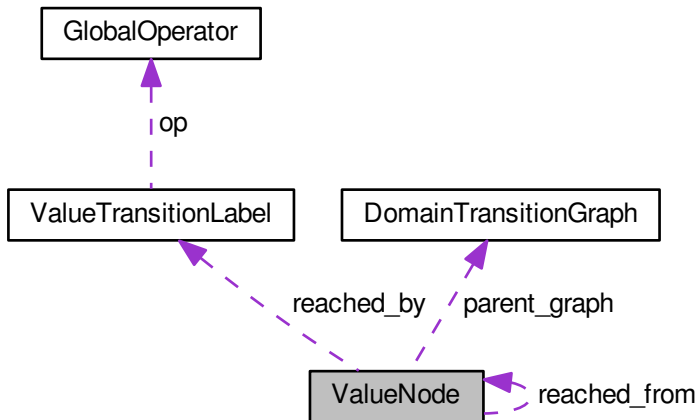 GlobalOperator
op
ValueTransitionLabel
DomainTransitionGraph
reached_by
parent_graph
ValueNode
reached_from